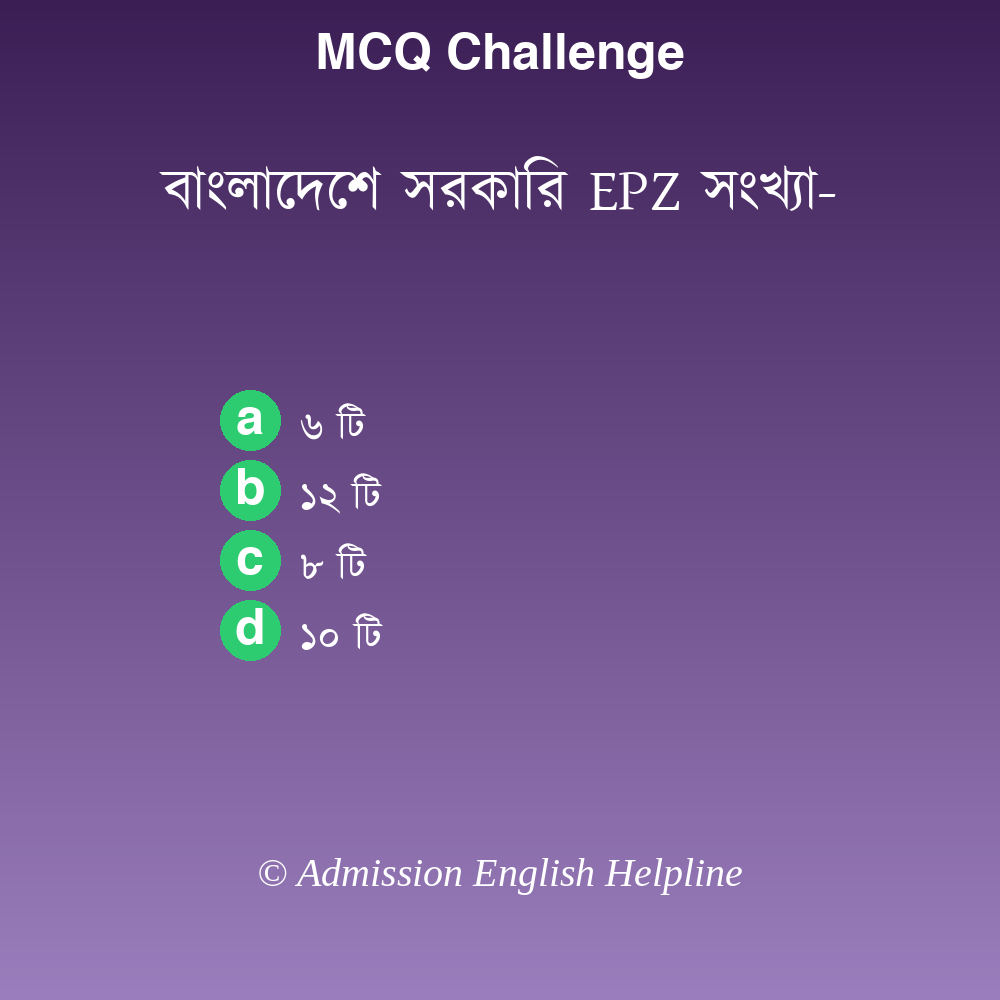 MCQ Challenge
বাংলাদেশে সরকারি EPZ সংখ্যা-
a ৬ টি
b ১২ টি
c ৮ টি
d ১০ টি
© Admission English Helpline